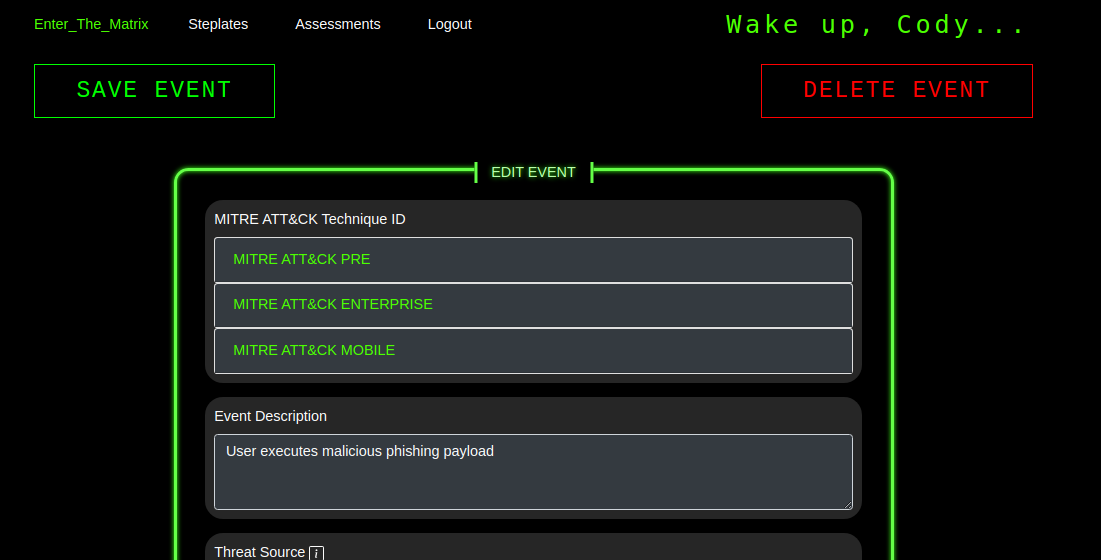 Enter_The_Matrix Steplates Assessments Logout Wake up, Cody...
SAVE EVENT DELETE EVENT
EDIT EVENT
MITRE ATT&CK Technique ID
MITRE ATT&CK PRE
MITRE ATT&CK ENTERPRISE
MITRE ATT&CK MOBILE
Event Description
User executes malicious phishing payload
Threat Source i